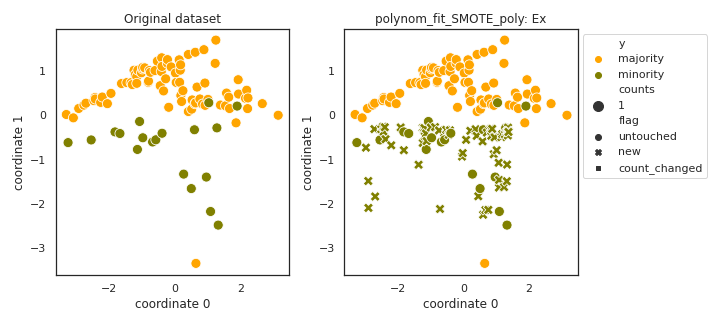 Original dataset
polynom_fit_SMOTE_poly: Ex
coordinate 1
1
0
−1
−2
−3
−2
0
2
coordinate 0
coordinate 1
1
0
−1
−2
−3
−2
0
2
coordinate 0
y
majority
minority
counts
1
flag
untouched
new
count_changed